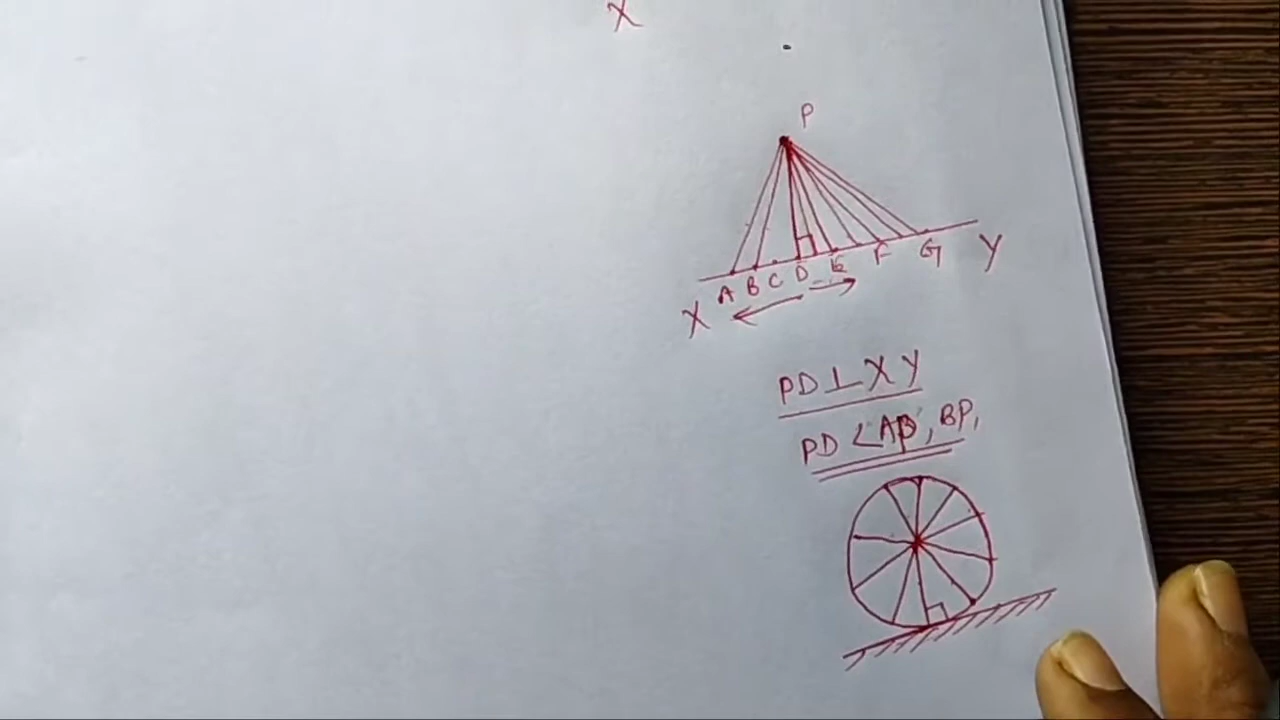 X
P
A B C D E F G Y
X
PD ⊥ XY
PD < AP, BP,